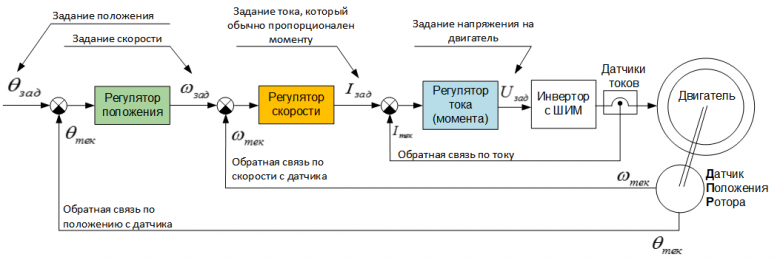 Задание положения
Задание скорости
Задание тока, который
обычно пропорционален
моменту
Задание напряжения на
двигатель
Датчики
токов
θзад
Регулятор
положения
ωзад
Регулятор
скорости
Iзад
Регулятор
тока
(момента)
Uзад
Инвертор
с ШИМ
Двигатель
θтек
ωтек
Iтек
Обратная связь по току
Обратная связь по
скорости с датчика
ωтек
Датчик
Положения
Ротора
Обратная связь по
положению с датчика
θтек